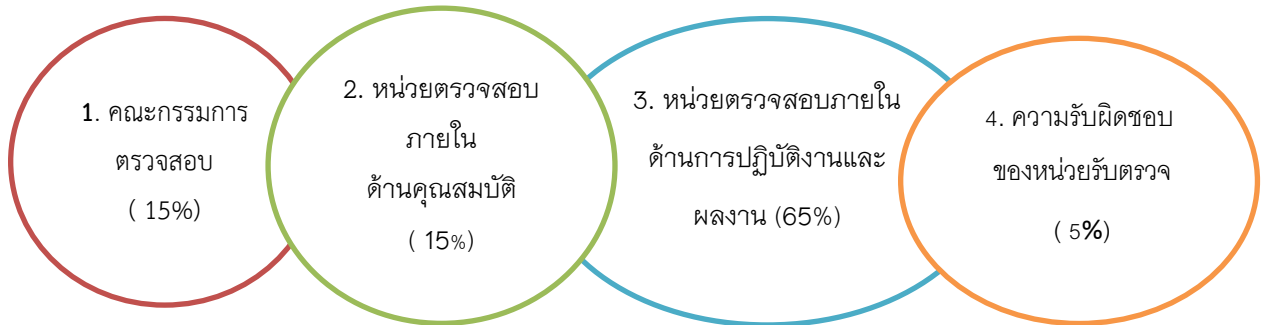 1. คณะกรรมการ
ตรวจสอบ
( 15%)
2. หน่วยตรวจสอบ
ภายใน
ด้านคุณสมบัติ
( 15%)
3. หน่วยตรวจสอบภายใน
ด้านการปฏิบัติงานและ
ผลงาน (65%)
4. ความรับผิดชอบ
ของหน่วยรับตรวจ
( 5%)